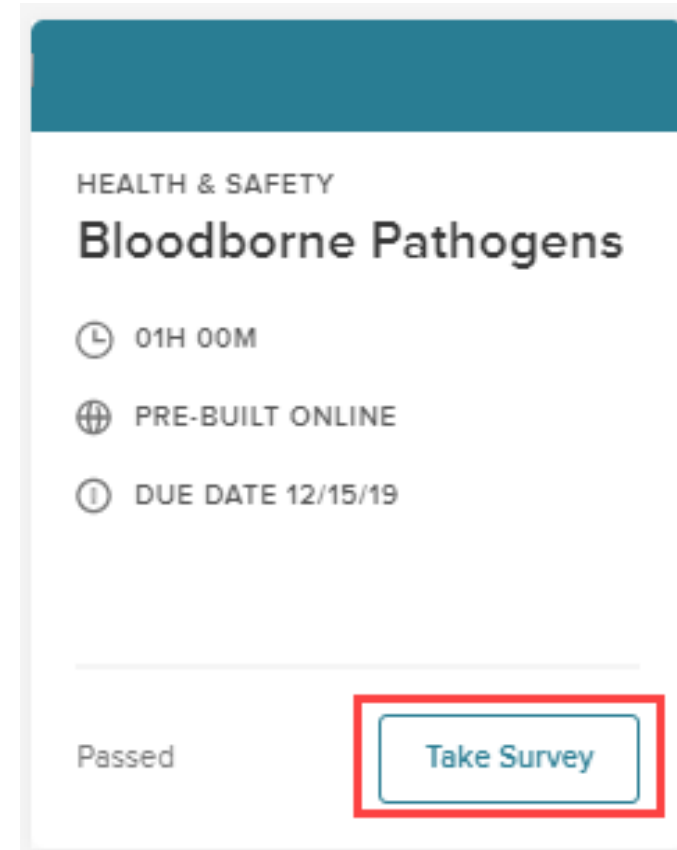 HEALTH & SAFETY
Bloodborne Pathogens
01H 00M
PRE-BUILT ONLINE
DUE DATE 12/15/19
Passed
Take Survey